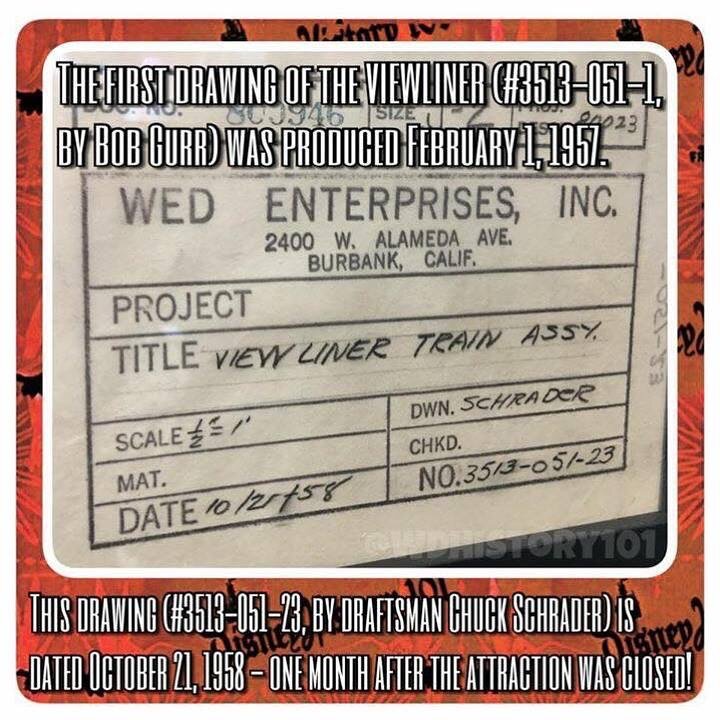 THE FIRST DRAWING OF THE VIEWLINER (#3513-051-1,
BY BOB GURR) WAS PRODUCED FEBRUARY 1, 1957.
SIZE
WED ENTERPRISES, INC.
2400 W. ALAMEDA AVE.
BURBANK, CALIF.
PROJECT
TITLE VIEWLINER TRAIN ASSY.
SCALE 1/2" = 1'
DWN. SCHRADER
CHKD.
MAT.
NO. 3513-051-23
DATE 10/21/58
@WDHISTORY101
THIS DRAWING (#3513-051-23, BY DRAFTSMAN CHUCK SCHRADER) IS
DATED OCTOBER 21, 1958 - ONE MONTH AFTER THE ATTRACTION WAS CLOSED!